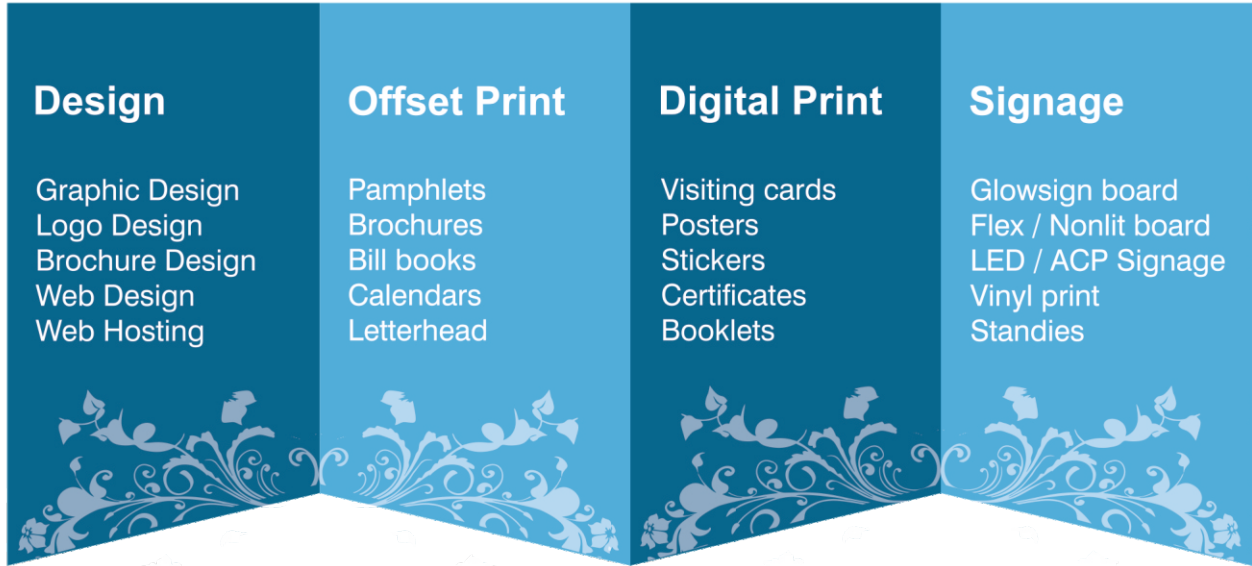 Design
Graphic Design
Logo Design
Brochure Design
Web Design
Web Hosting
Offset Print
Pamphlets
Brochures
Bill books
Calendars
Letterhead
Digital Print
Visiting cards
Posters
Stickers
Certificates
Booklets
Signage
Glowsign board
Flex / Nonlit board
LED / ACP Signage
Vinyl print
Standies